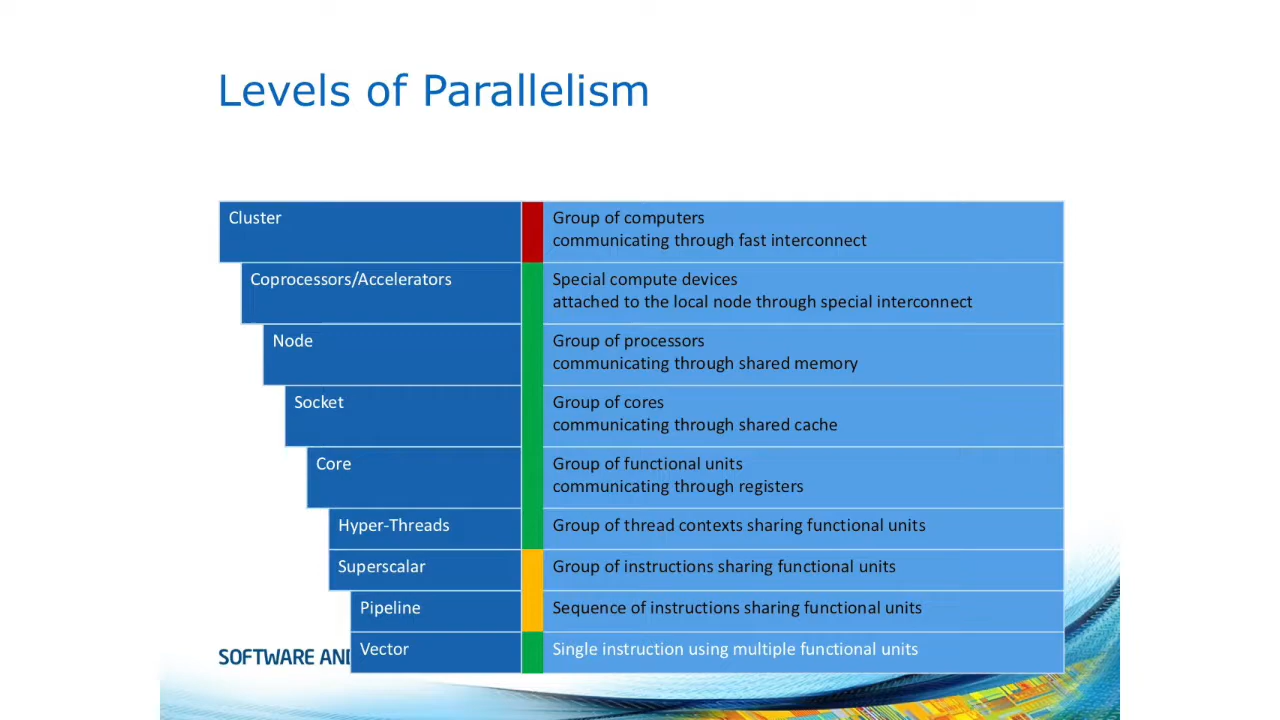 Levels of Parallelism
Cluster
Group of computers
communicating through fast interconnect
Coprocessors/Accelerators
Special compute devices
attached to the local node through special interconnect
Node
Group of processors
communicating through shared memory
Socket
Group of cores
communicating through shared cache
Core
Group of functional units
communicating through registers
Hyper-Threads
Group of thread contexts sharing functional units
Superscalar
Group of instructions sharing functional units
Pipeline
Sequence of instructions sharing functional units
Vector
Single instruction using multiple functional units
SOFTWARE AND